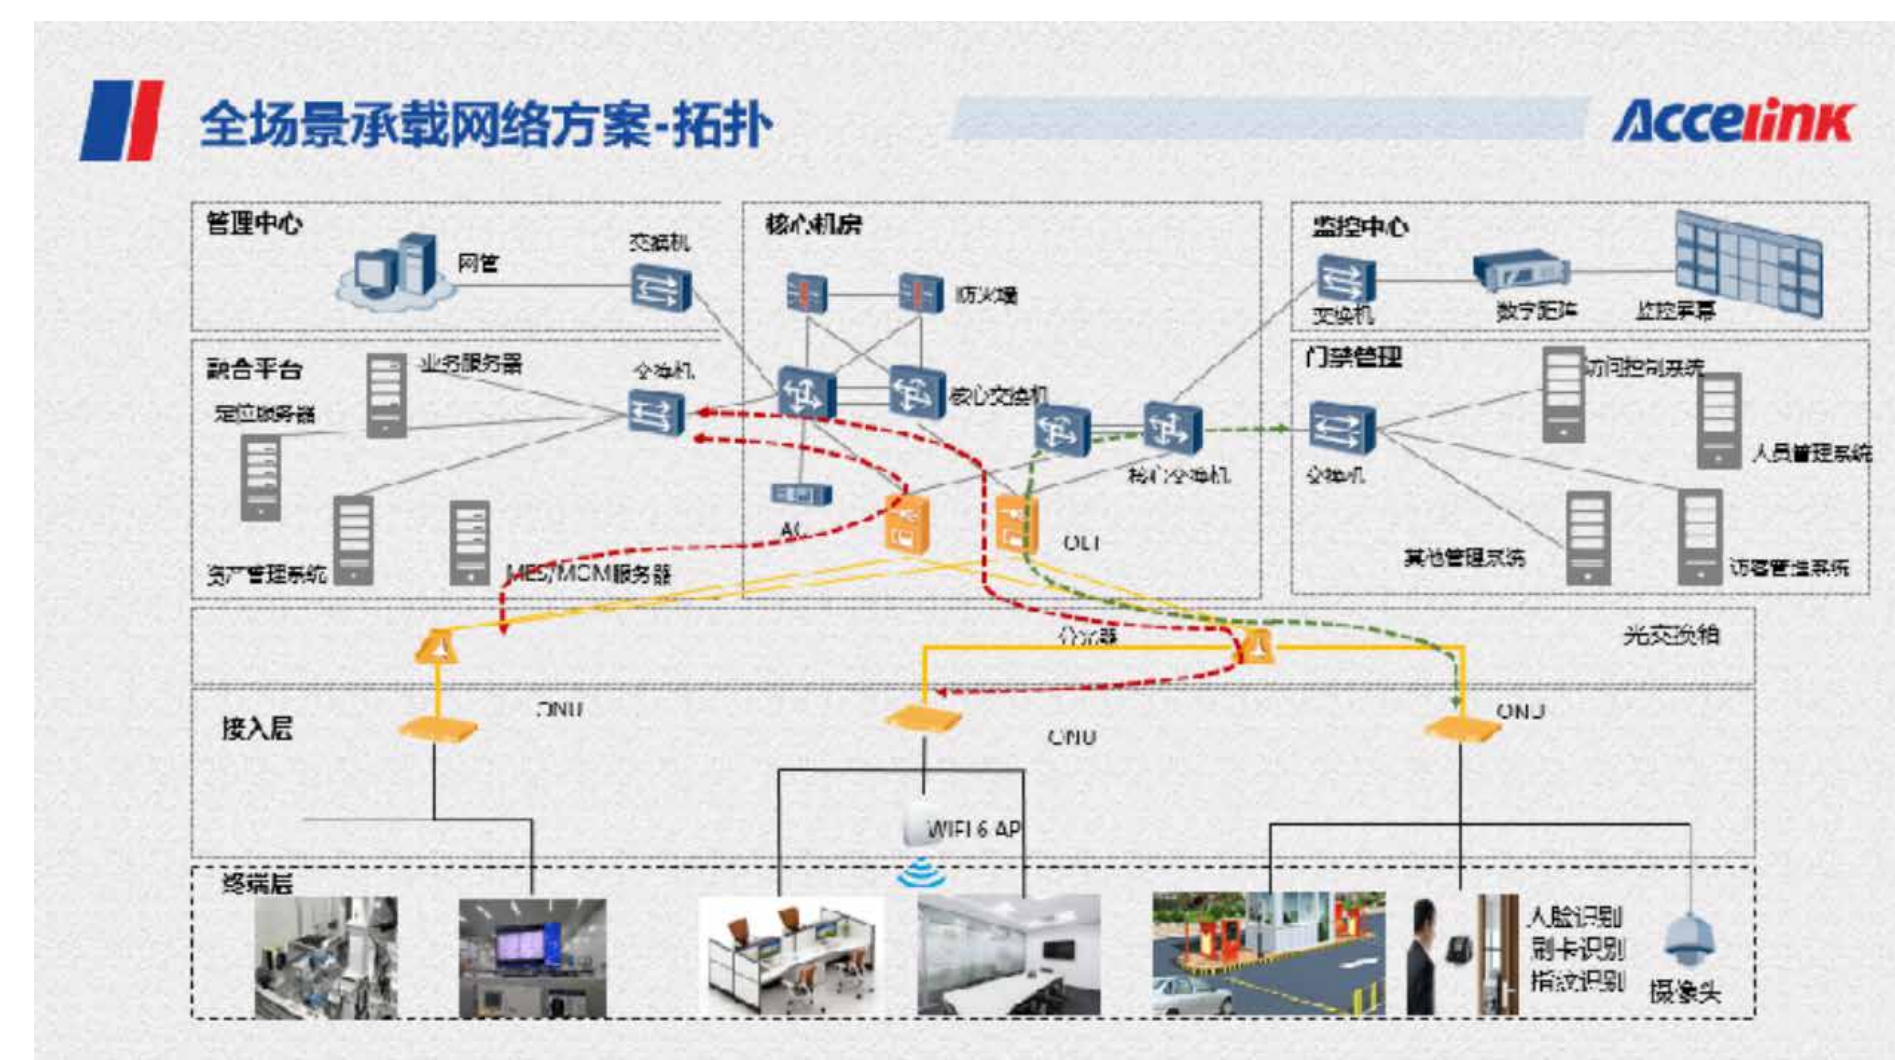 全场景承载网络方案-拓扑
Accelink
管理中心
网管
交换机
核心机房
防火墙
核心交换机
核心交换机
AC
OLT
监控中心
交换机
数字距阵
监控屏幕
融合平台
业务服务器
交换机
定位服务器
资产管理系统
MES/MOM服务器
门禁管理
访问控制系统
人员管理系统
交换机
其他管理系统
访客管理系统
分光器
光交换箱
接入层
ONU
ONU
ONU
WIFI 6 AP
终端层
人脸识别
刷卡识别
指纹识别
摄像头